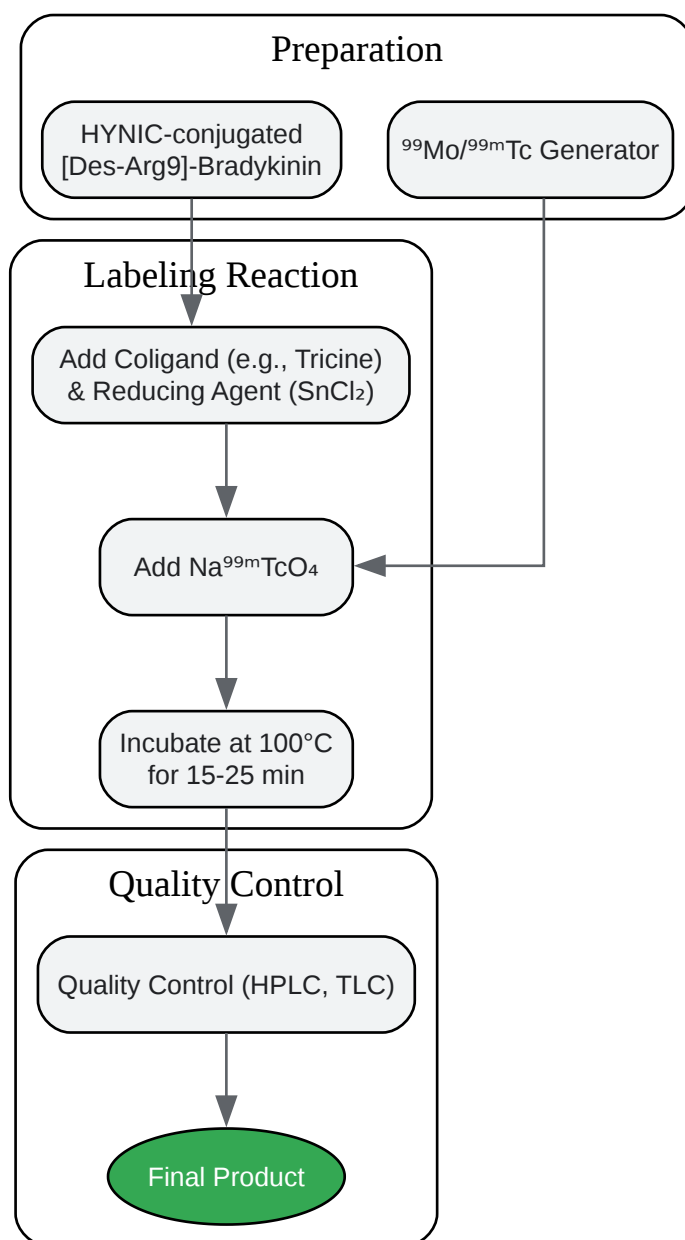 Preparation
HYNIC-conjugated
[Des-Arg9]-Bradykinin
⁹⁹Mo/⁹⁹ᵐTc Generator
Labeling Reaction
Add Coligand (e.g., Tricine)
& Reducing Agent (SnCl₂)
Add Na⁹⁹ᵐTcO₄
Incubate at 100°C
for 15-25 min
Quality Control
Quality Control (HPLC, TLC)
Final Product